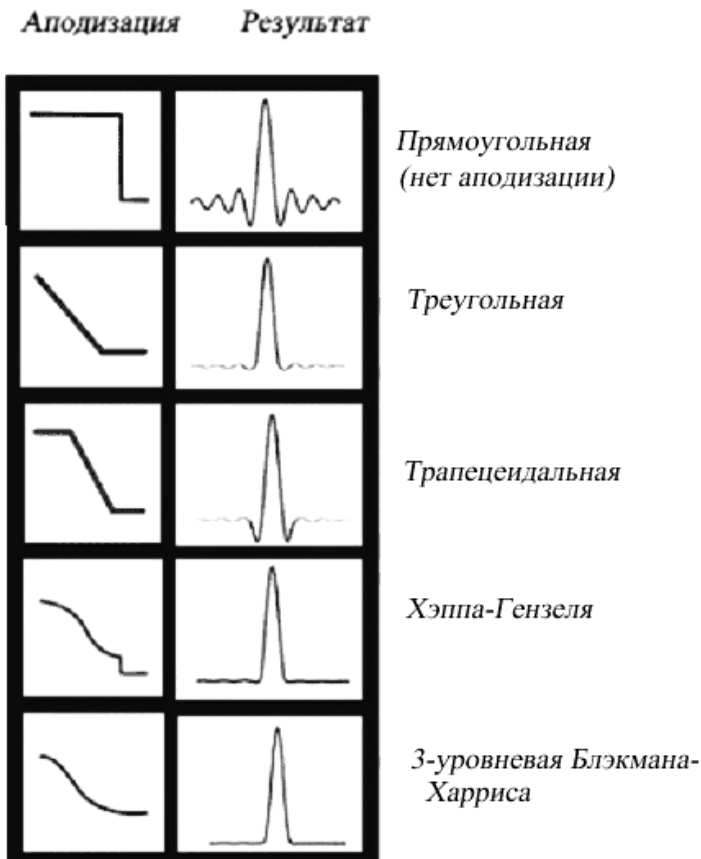 Аподизация Результат
Прямоугольная
(нет аподизации)
Треугольная
Трапецеидальная
Хэппа-Гензеля
3-уровневая Блэкмана-
Харриса